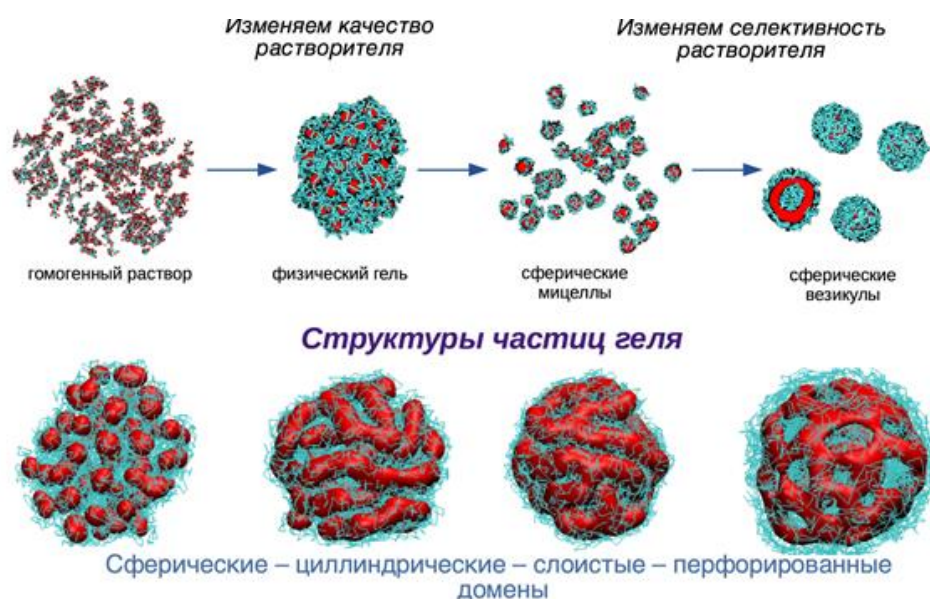 Изменяем качество
растворителя
Изменяем селективность
растворителя
гомогенный раствор
физический гель
сферические
мицеллы
сферические
везикулы
Структуры частиц геля
Сферические – циллиндрические – слоистые – перфорированные
домены